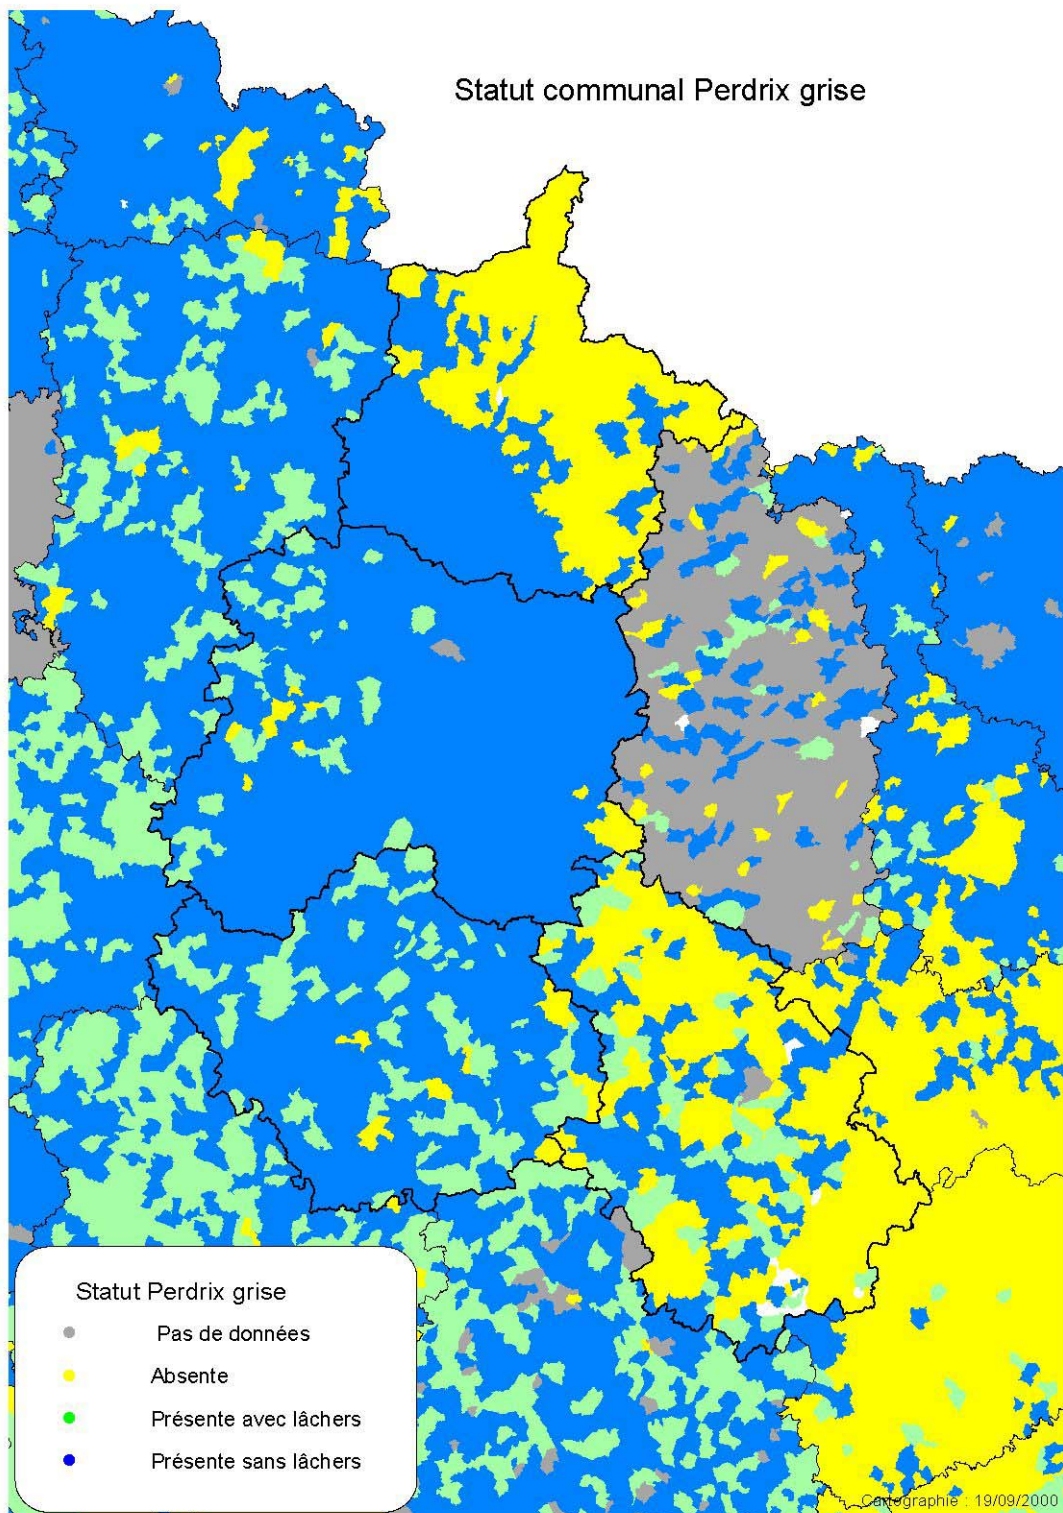 Statut communal Perdrix grise
Statut Perdrix grise
Pas de données
Absente
Présente avec lâchers
Présente sans lâchers
Cartographie : 19/09/2000